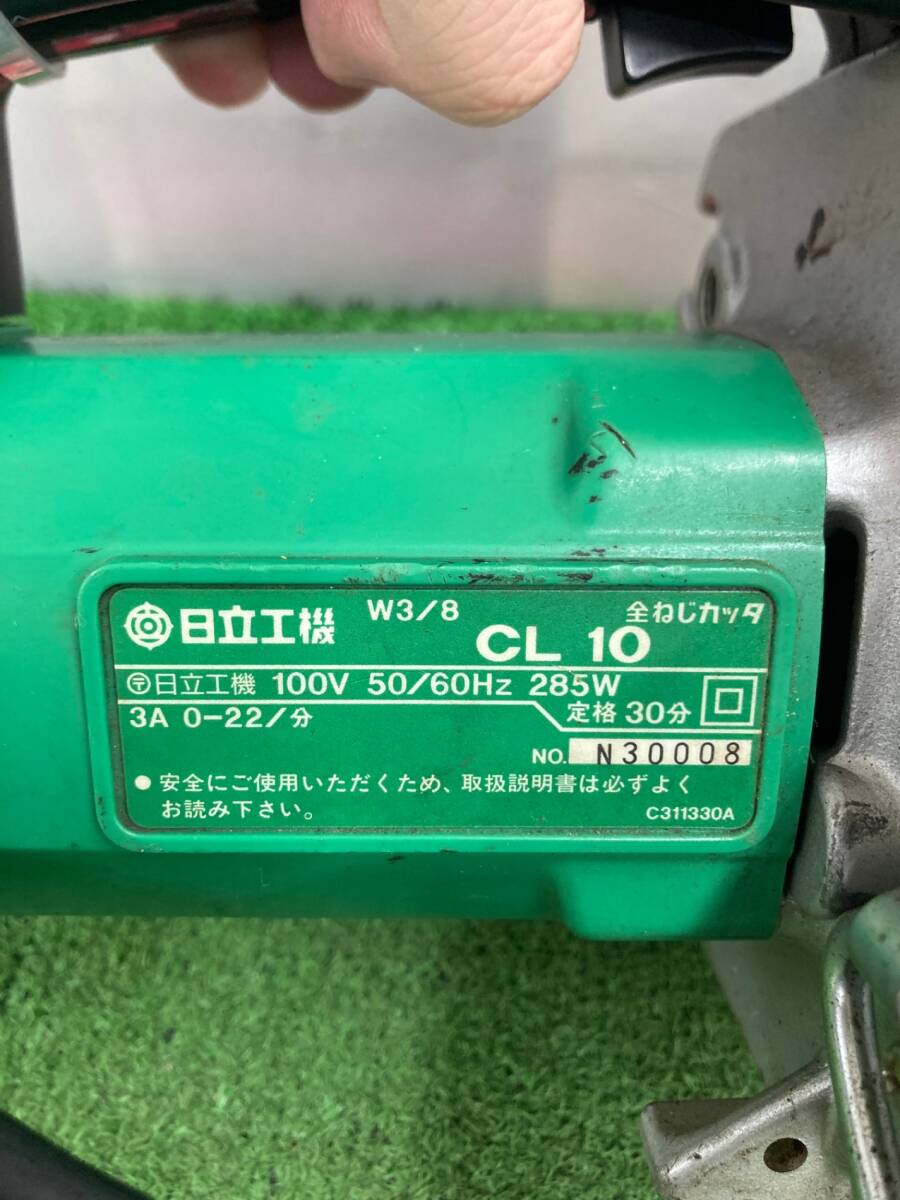 日立工機 W3/8 全ねじカッタ
CL 10
〒日立工機 100V 50/60Hz 285W
3A 0-22/分 定格 30分
NO. N30008
● 安全にご使用いただくため、取扱説明書は必ずよく
お読み下さい。
C311330A